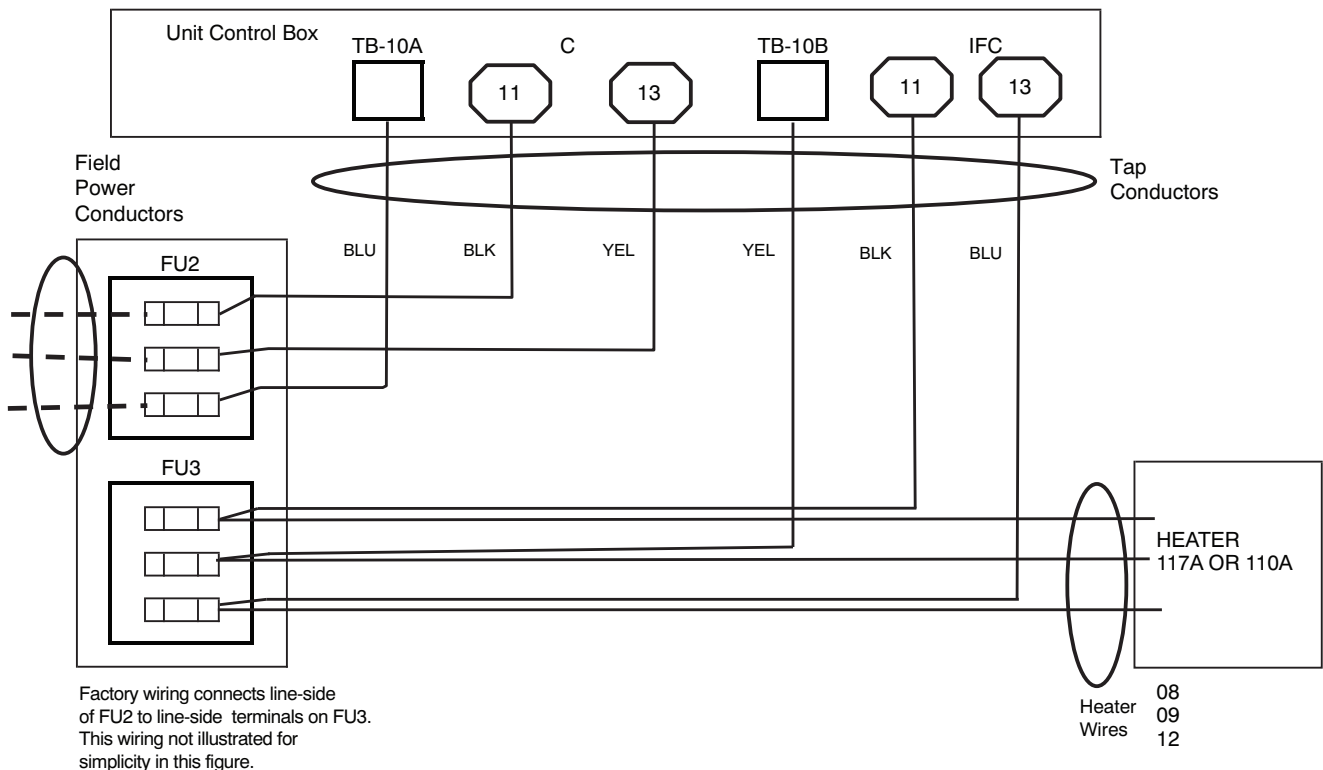 Unit Control Box
TB-10A
C
TB-10B
IFC
11
13
11
13
Field
Power
Conductors
Tap
Conductors
BLU
BLK
YEL
YEL
BLK
BLU
FU2
FU3
HEATER
117A OR 110A
Factory wiring connects line-side
of FU2 to line-side terminals on FU3.
This wiring not illustrated for
simplicity in this figure.
Heater
Wires
08
09
12